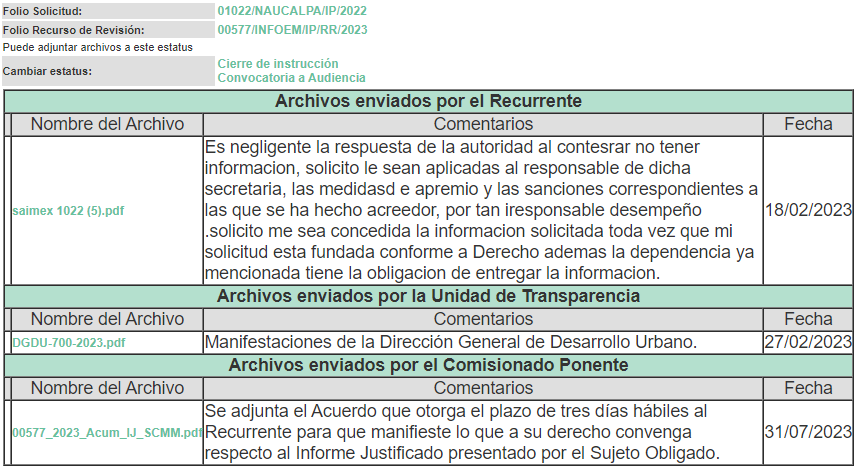 Folio Solicitud: 01022/NAUCALPA/IP/2022
Folio Recurso de Revisión: 00577/INFOEM/IP/RR/2023
Puede adjuntar archivos a este estatus
Cambiar estatus: Cierre de instrucción
Convocatoria a Audiencia
Archivos enviados por el Recurrente
Nombre del Archivo Comentarios Fecha
Es negligente la respuesta de la autoridad al contesrar no tener
informacion, solicito le sean aplicadas al responsable de dicha
secretaria, las medidasd e apremio y las sanciones correspondientes a
saimex 1022 (5).pdf las que se ha hecho acreedor, por tan iresponsable desempeño 18/02/2023
.solicito me sea concedida la informacion solicitada toda vez que mi
solicitud esta fundada conforme a Derecho ademas la dependencia ya
mencionada tiene la obligacion de entregar la informacion.
Archivos enviados por la Unidad de Transparencia
Nombre del Archivo Comentarios Fecha
DGDU-700-2023.pdf Manifestaciones de la Dirección General de Desarrollo Urbano. 27/02/2023
Archivos enviados por el Comisionado Ponente
Nombre del Archivo Comentarios Fecha
Se adjunta el Acuerdo que otorga el plazo de tres días hábiles al
00577_2023_Acum_IJ_SCMM.pdf Recurrente para que manifieste lo que a su derecho convenga 31/07/2023
respecto al Informe Justificado presentado por el Sujeto Obligado.